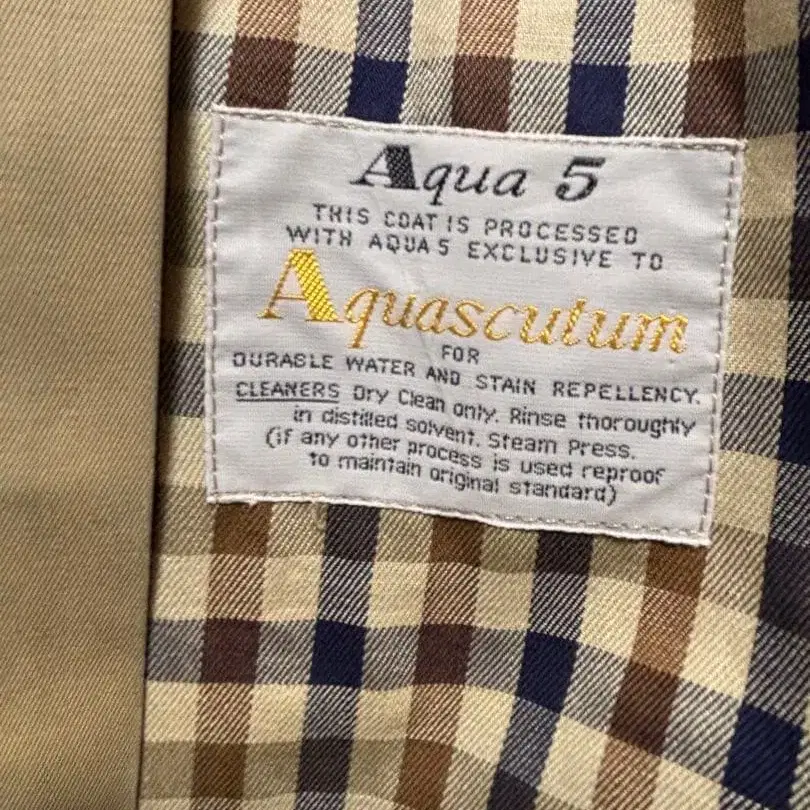 Aqua 5
THIS COAT IS PROCESSED
WITH AQUA 5 EXCLUSIVE TO
Aquascutum
FOR
DURABLE WATER AND STAIN REPELLENCY.
CLEANERS Dry Clean only. Rinse thoroughly
in distilled solvent. Steam Press.
(if any other process is used reproof
to maintain original standard)